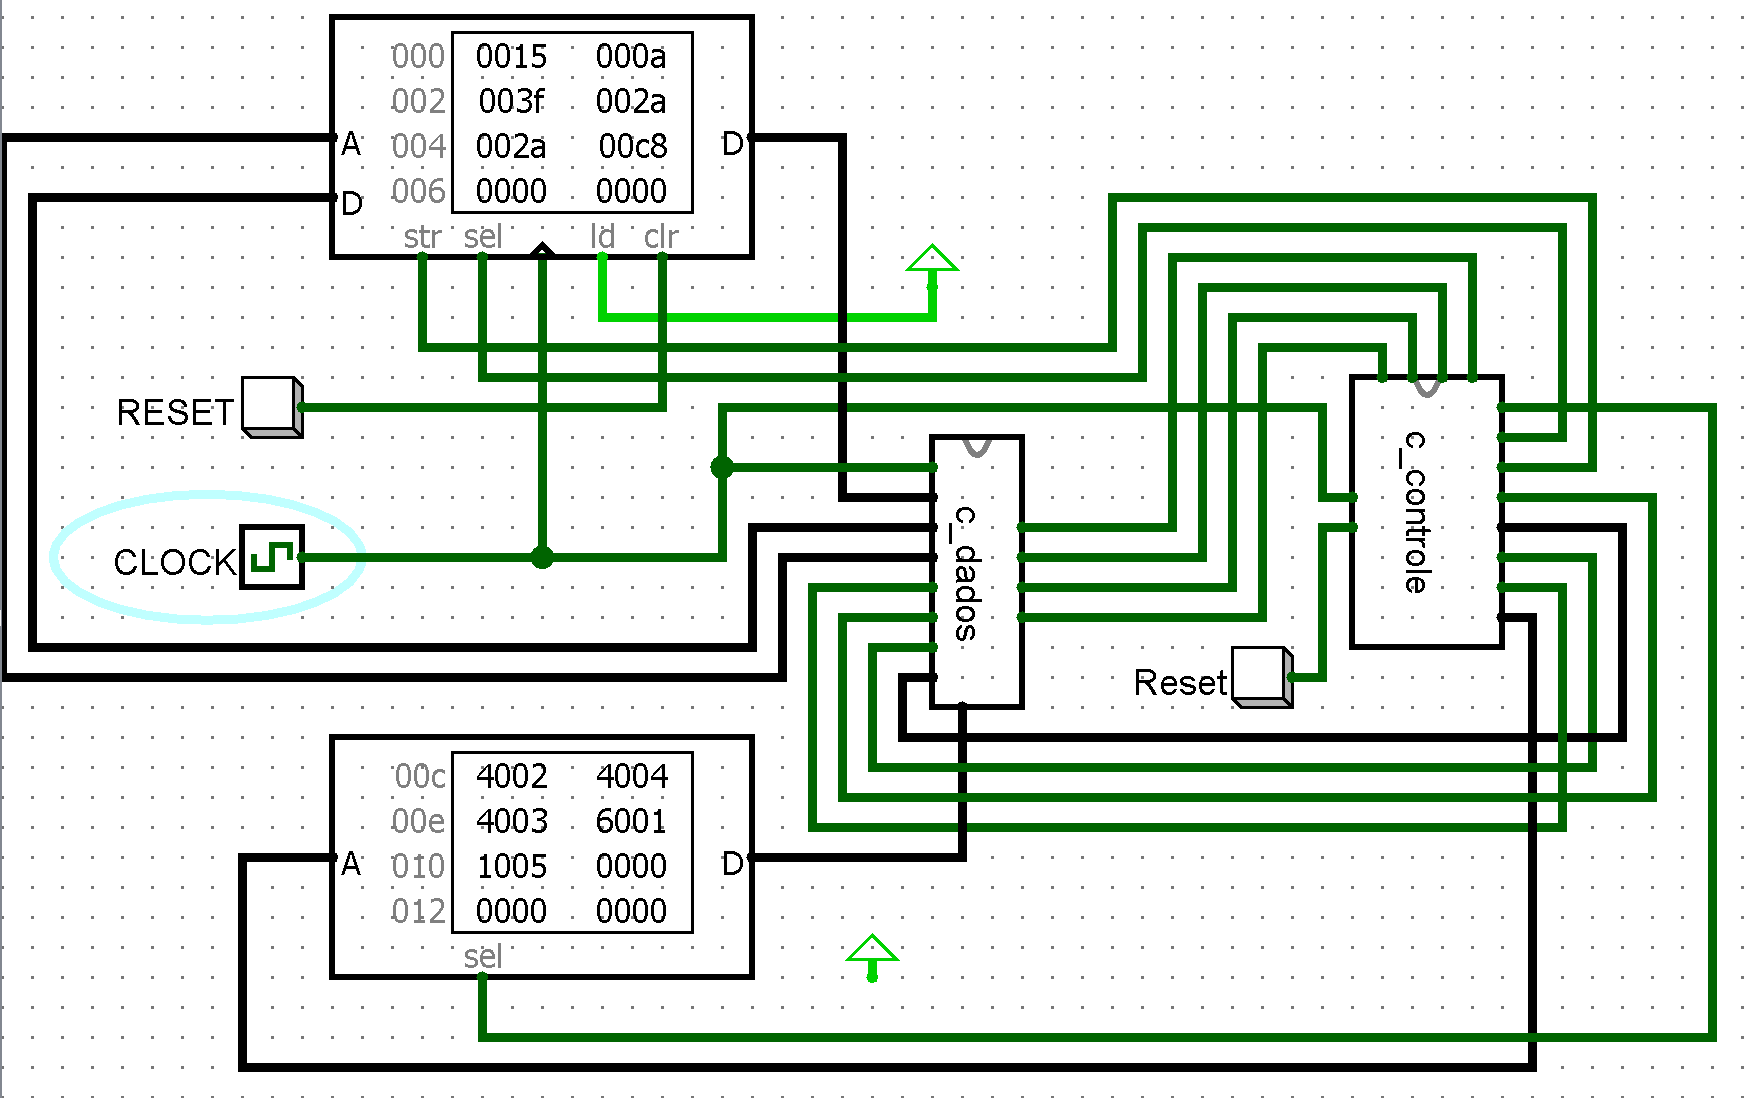 000 0015 000a
002 003f 002a
A 004 002a 00c8 D
006 0000 0000
D
str sel ld clr
RESET
CLOCK
c_dados
c_controle
Reset
00c 4002 4004
00e 4003 6001
A 010 1005 0000 D
012 0000 0000
sel